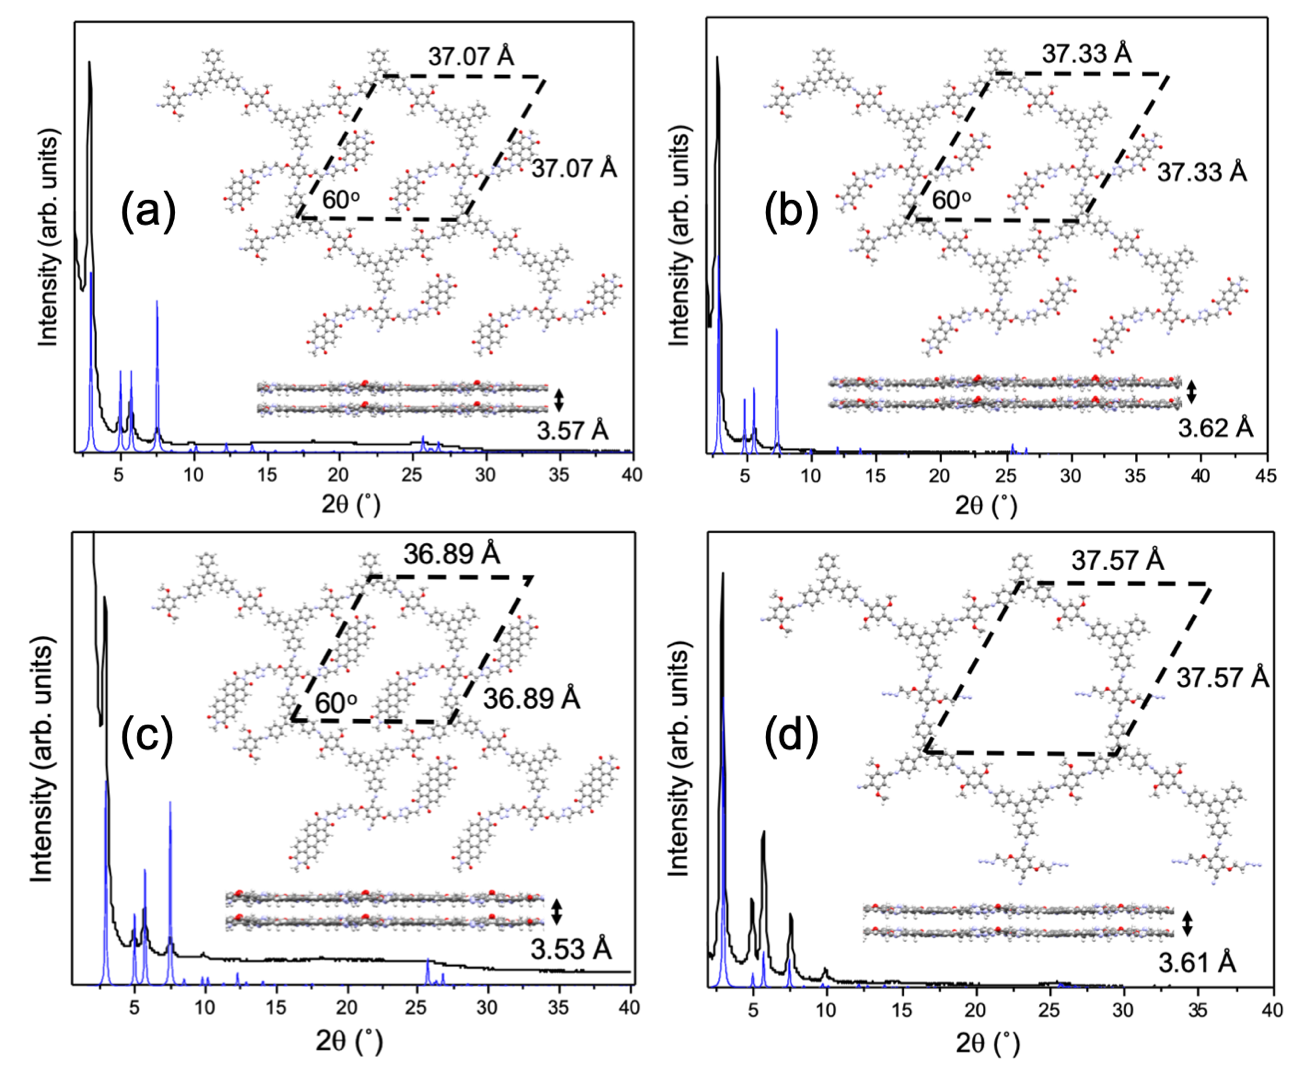 37.07 Å
37.07 Å
60°
(a)
3.57 Å
Intensity (arb. units)
5 10 15 20 25 30 35 40
2θ (°)
37.33 Å
37.33 Å
60°
(b)
3.62 Å
Intensity (arb. units)
5 10 15 20 25 30 35 40 45
2θ (°)
36.89 Å
36.89 Å
60°
(c)
3.53 Å
Intensity (arb. units)
5 10 15 20 25 30 35 40
2θ (°)
37.57 Å
37.57 Å
(d)
3.61 Å
Intensity (arb. units)
5 10 15 20 25 30 35 40
2θ (°)